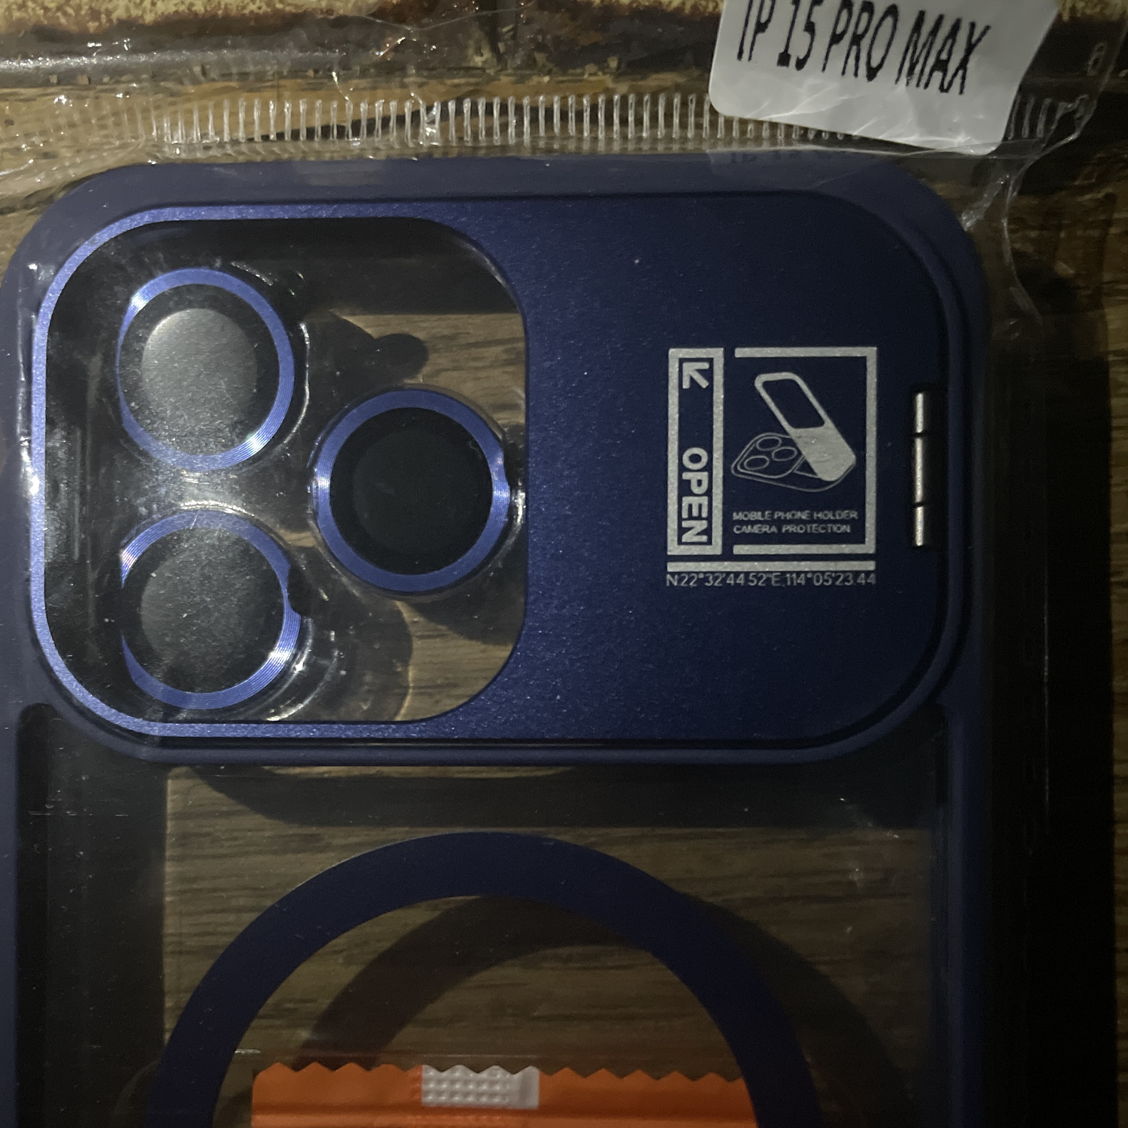 IP 15 PRO MAX
OPEN
MOBILE PHONE HOLDER
CAMERA PROTECTION
N22°32'44 52"E 114°05'23 44